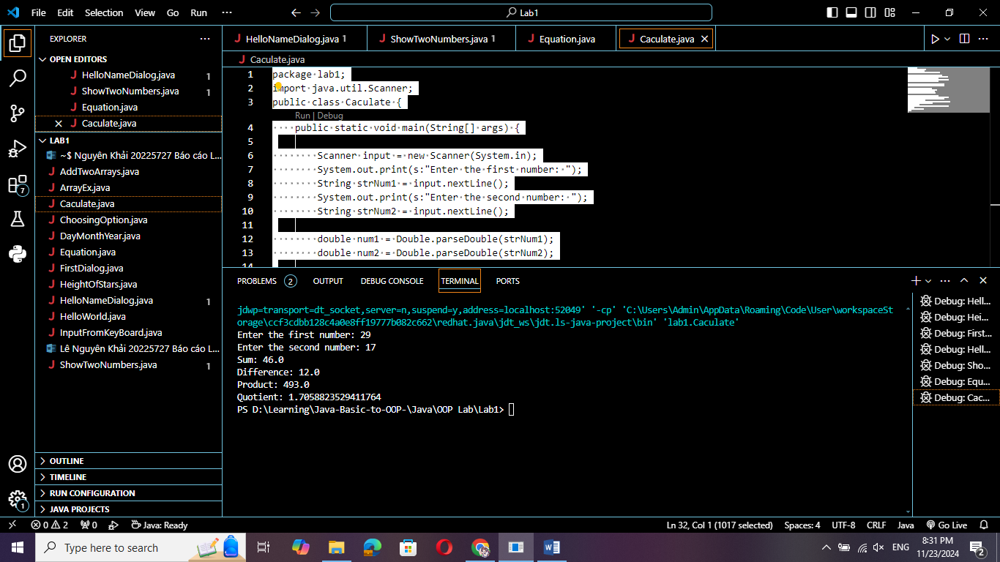 File Edit Selection View Go Run ···
Lab1
EXPLORER
OPEN EDITORS
HelloNameDialog.java 1
ShowTwoNumbers.java 1
Equation.java
Caculate.java
LAB1
~$ Nguyên Khải 20225727 Báo cáo L...
AddTwoArrays.java
ArrayEx.java
Caculate.java
ChoosingOption.java
DayMonthYear.java
Equation.java
FirstDialog.java
HeightOfStars.java
HelloNameDialog.java 1
HelloWorld.java
InputFromKeyBoard.java
Lê Nguyên Khải 20225727 Báo cáo L...
ShowTwoNumbers.java 1
OUTLINE
TIMELINE
RUN CONFIGURATION
JAVA PROJECTS
7
1
HelloNameDialog.java 1
ShowTwoNumbers.java 1
Equation.java
Caculate.java
Caculate.java
1 package lab1;
2 import java.util.Scanner;
3 public class Caculate {
Run | Debug
4 public static void main(String[] args) {
5
6 Scanner input = new Scanner(System.in);
7 System.out.print(s:"Enter the first number: ");
8 String strNum1 = input.nextLine();
9 System.out.print(s:"Enter the second number: ");
10 String strNum2 = input.nextLine();
11
12 double num1 = Double.parseDouble(strNum1);
13 double num2 = Double.parseDouble(strNum2);
14
PROBLEMS 2 OUTPUT DEBUG CONSOLE TERMINAL PORTS
jdwp=transport=dt_socket,server=n,suspend=y,address=localhost:52049' '-cp' 'C:\Users\Admin\AppData\Roaming\Code\User\workspaceSt
orage\ccf3cdbb128c4a0e8ff19777b082c662\redhat.java\jdt_ws\jdt.ls-java-project\bin' 'lab1.Caculate'
Enter the first number: 29
Enter the second number: 17
Sum: 46.0
Difference: 12.0
Product: 493.0
Quotient: 1.7058823529411764
PS D:\Learning\Java-Basic-to-OOP-\Java\OOP Lab\Lab1>
Debug: Hell...
Debug: Hei...
Debug: First...
Debug: Hell...
Debug: Sho...
Debug: Equ...
Debug: Cac...
0 2 0 Java: Ready
Ln 32, Col 1 (1017 selected) Spaces: 4 UTF-8 CRLF Java Go Live
Type here to search
ENG
8:31 PM
11/23/2024
2